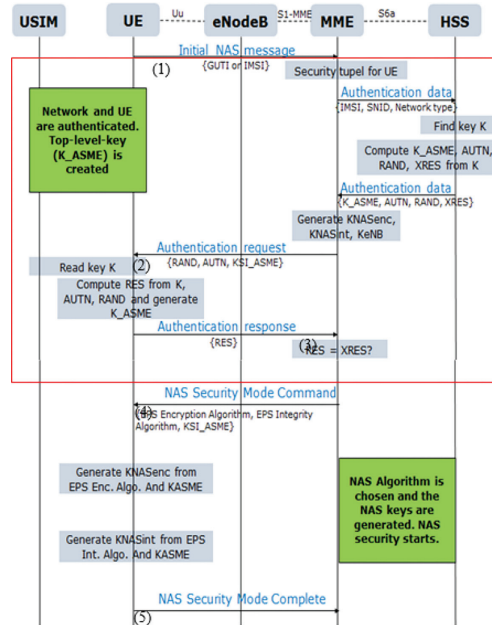 USIM UE Uu eNodeB S1-MME MME S6a HSS
Initial NAS message
(1)
{GUTI or IMSI}
Security tupel for UE
Network and UE
are authenticated.
Top-level-key
(K_ASME) is
created
Authentication data
{IMSI, SNID, Network type}
Find key K
Compute K_ASME, AUTN,
RAND, XRES from K
Authentication data
{K_ASME, AUTN, RAND, XRES}
Generate KNASenc,
KNASint, KeNB
Authentication request
(2)
{RAND, AUTN, KSI_ASME}
Read key K
Compute RES from K,
AUTN, RAND and generate
K_ASME
Authentication response
{RES}
(3)
RES = XRES?
NAS Security Mode Command
(4)
{EPS Encryption Algorithm, EPS Integrity
Algorithm, KSI_ASME}
Generate KNASenc from
EPS Enc. Algo. And KASME
NAS Algorithm is
chosen and the
NAS keys are
generated. NAS
security starts.
Generate KNASint from EPS
Int. Algo. And KASME
NAS Security Mode Complete
(5)